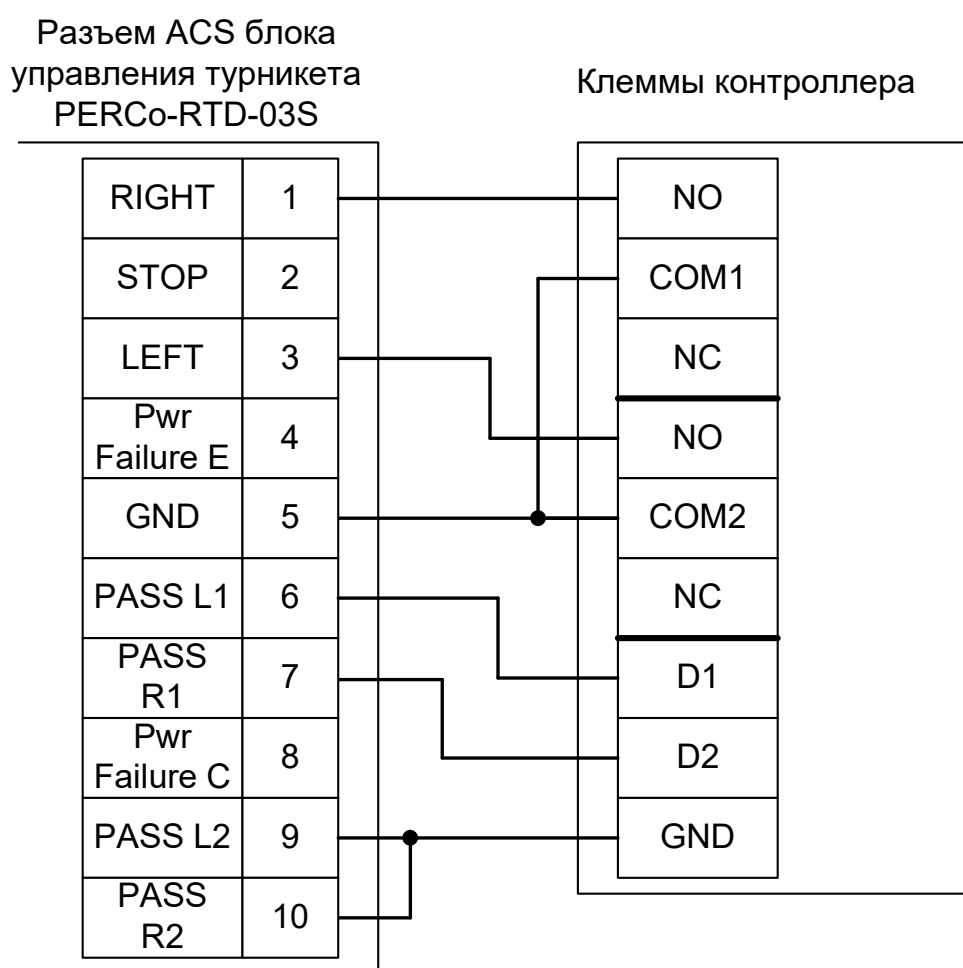 Разъем ACS блока
управления турникета
PERCo-RTD-03S
Клеммы контроллера
RIGHT 1
STOP 2
LEFT 3
Pwr
Failure E 4
GND 5
PASS L1 6
PASS
R1 7
Pwr
Failure C 8
PASS L2 9
PASS
R2 10
NO
COM1
NC
NO
COM2
NC
D1
D2
GND